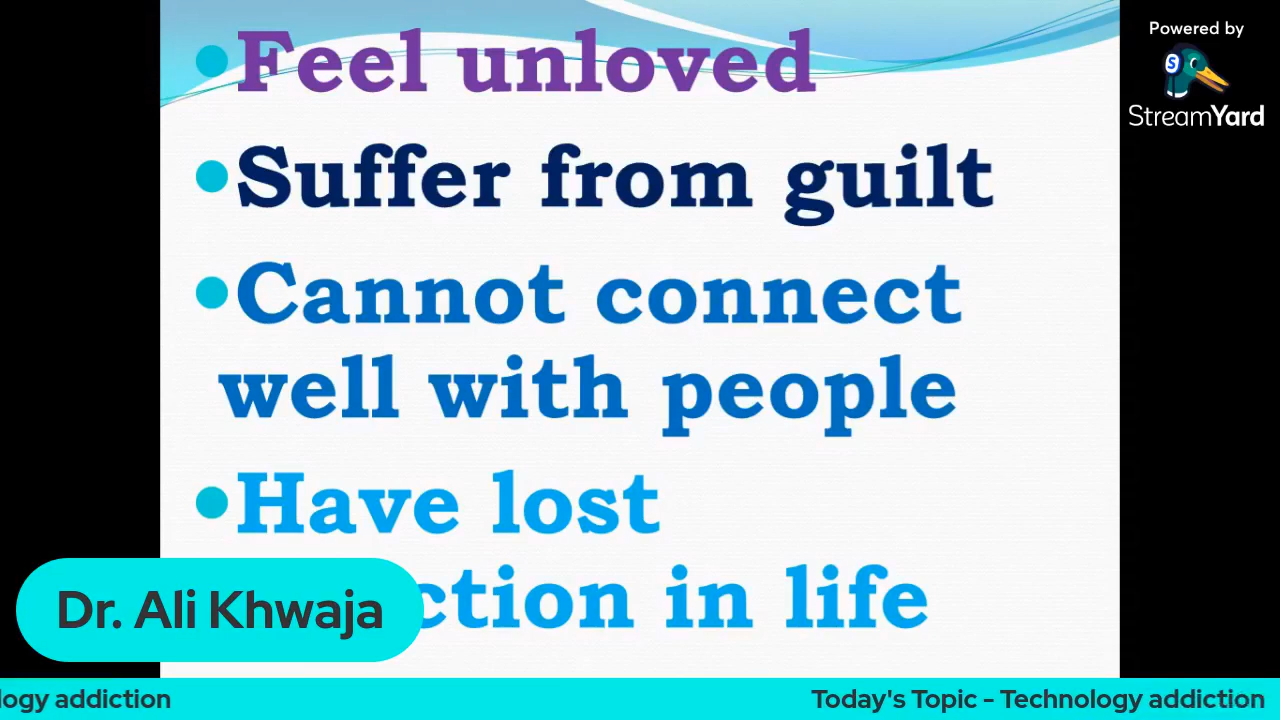 Powered by
StreamYard
•Feel unloved
•Suffer from guilt
•Cannot connect
well with people
•Have lost
ction in life
Dr. Ali Khwaja
logy addiction
Today's Topic - Technology addiction